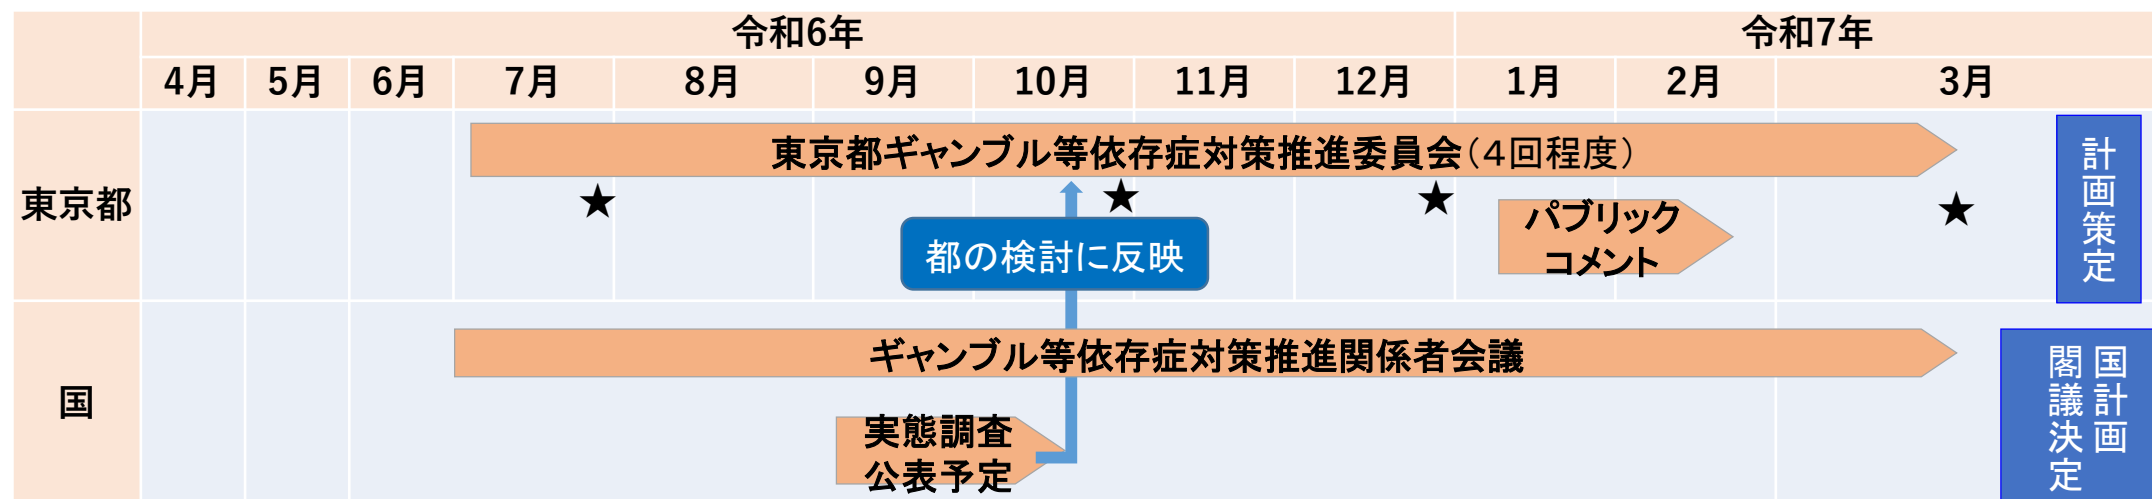 令和6年
令和7年
4月
5月
6月
7月
8月
9月
10月
11月
12月
1月
2月
3月
東京都
東京都ギャンブル等依存症対策推進委員会（4回程度）
★
★
★
★
都の検討に反映
パブリック
コメント
計画策定
国
ギャンブル等依存症対策推進関係者会議
実態調査
公表予定
国計画
閣議決定